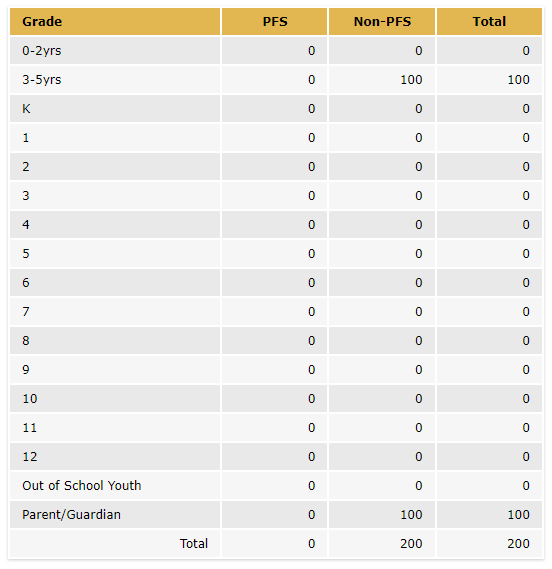 Grade PFS Non-PFS Total
0-2yrs 0 0 0
3-5yrs 0 100 100
K 0 0 0
1 0 0 0
2 0 0 0
3 0 0 0
4 0 0 0
5 0 0 0
6 0 0 0
7 0 0 0
8 0 0 0
9 0 0 0
10 0 0 0
11 0 0 0
12 0 0 0
Out of School Youth 0 0 0
Parent/Guardian 0 100 100
Total 0 200 200